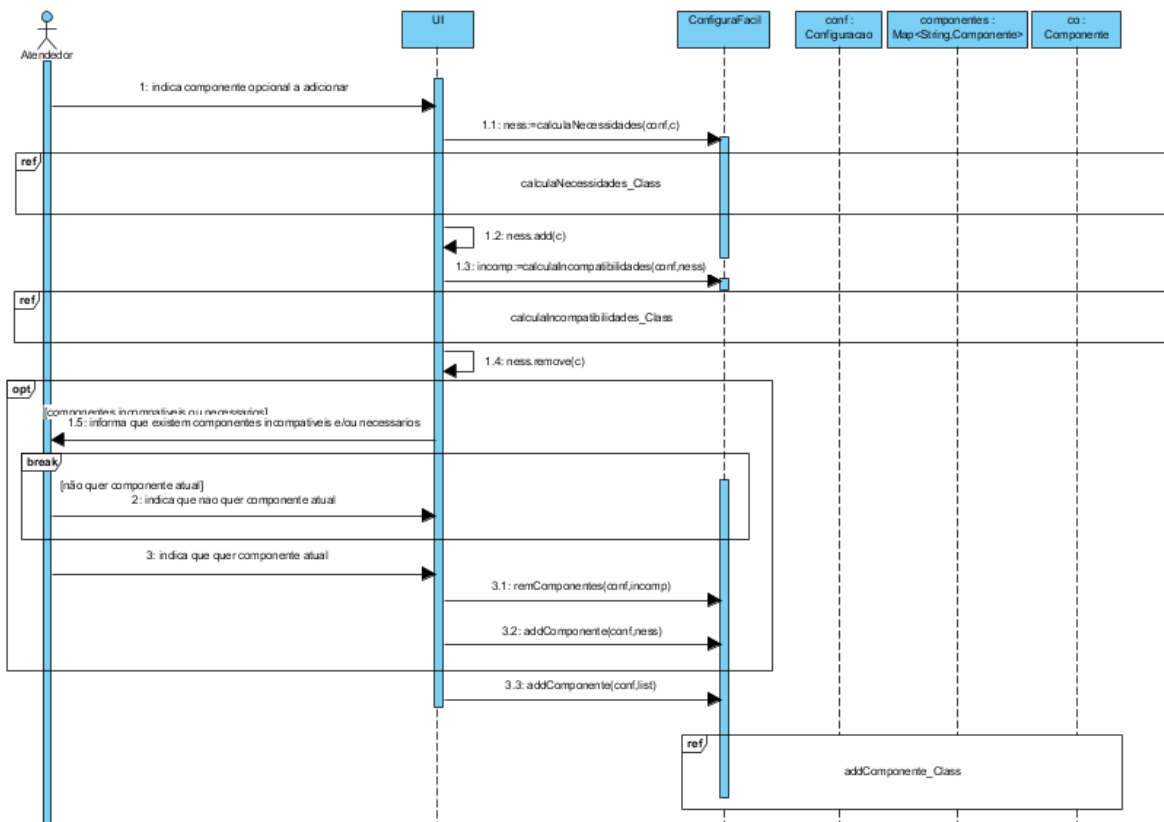 UI
ConfiguraFacil
conf :
Configuracao
componentes :
Map<String,Componente>
co :
Componente
Atendedor
1: indica componente opcional a adicionar
1.1: ness:=calculaNecessidades(conf,c)
ref
calculaNecessidades_Class
1.2: ness.add(c)
1.3: incomp:=calculaIncompatibilidades(conf,ness)
ref
calculaIncompatibilidades_Class
1.4: ness.remove(c)
opt
[componentes incompativeis ou necessarios]
1.5: informa que existem componentes incompativeis e/ou necessarios
break
[não quer componente atual]
2: indica que nao quer componente atual
3: indica que quer componente atual
3.1: remComponentes(conf,incomp)
3.2: addComponente(conf,ness)
3.3: addComponente(conf,list)
ref
addComponente_Class